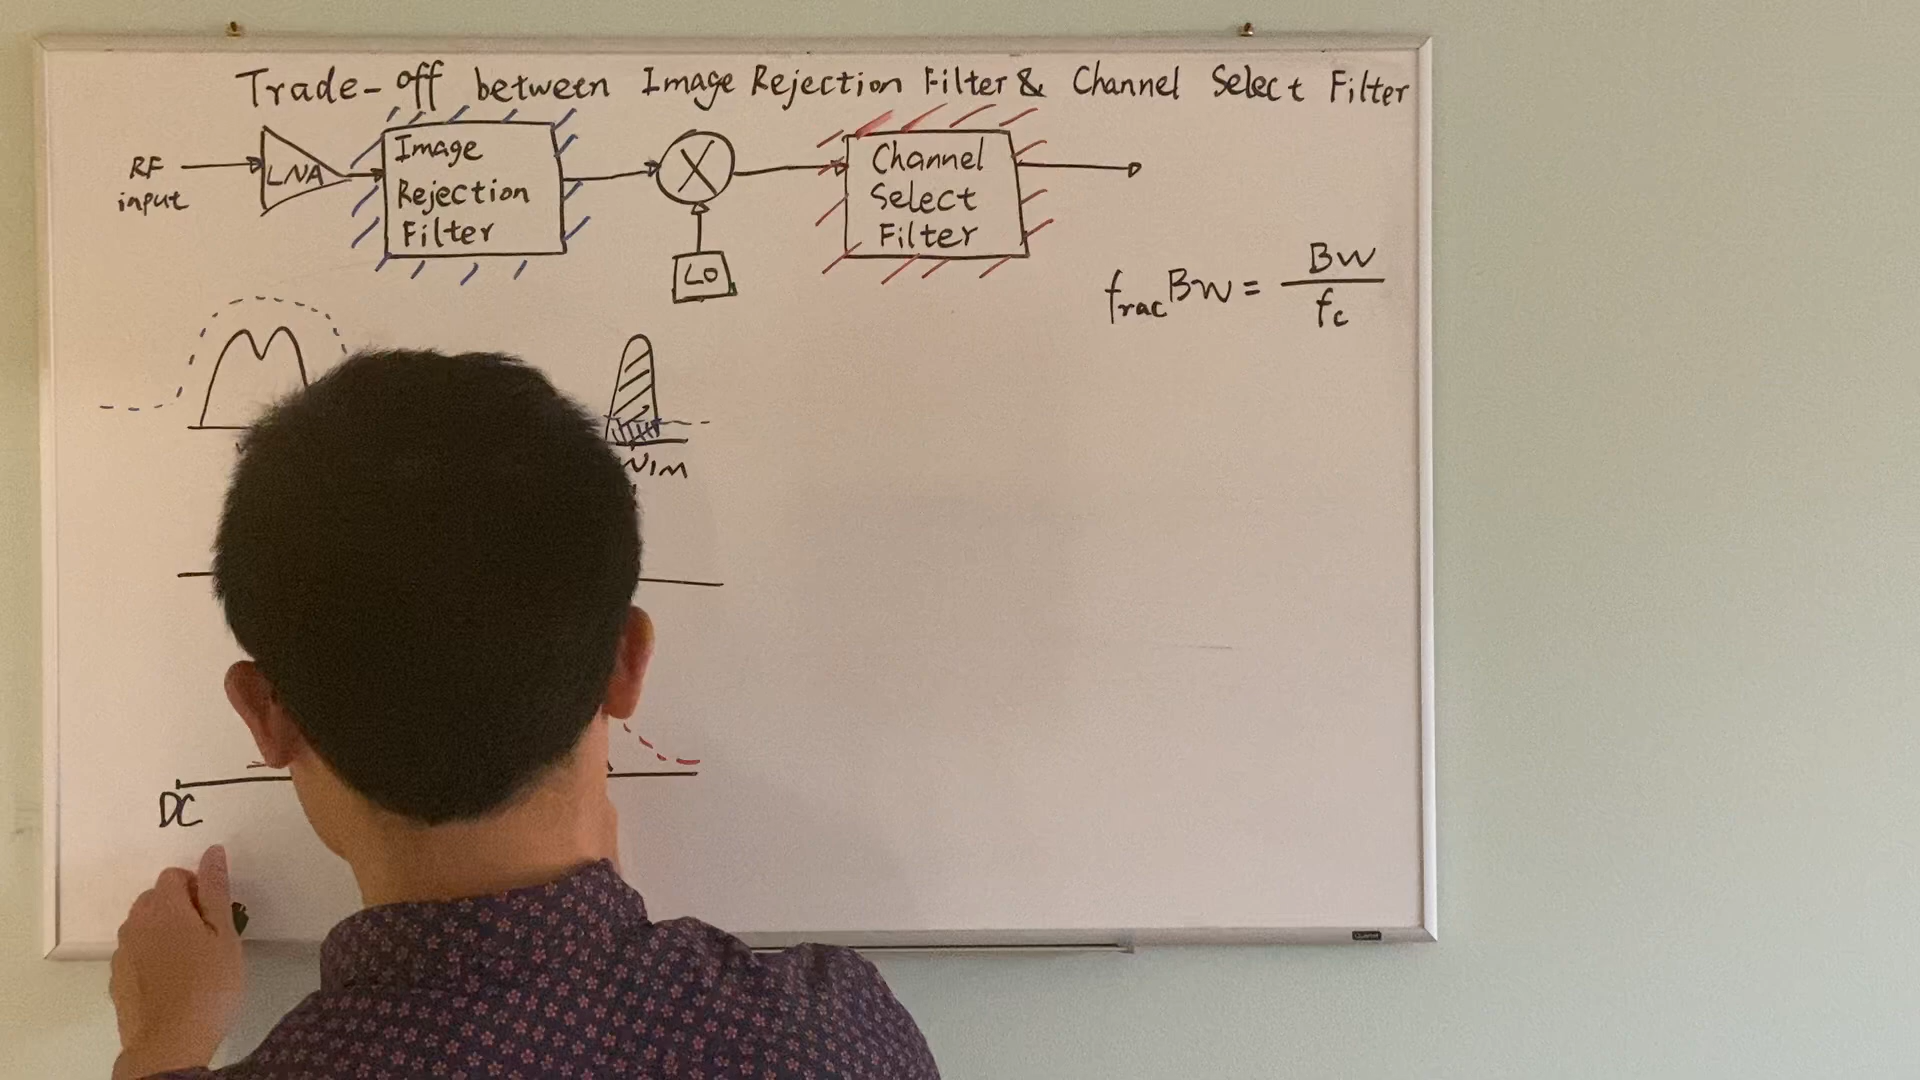 Trade-off between Image Rejection Filter & Channel Select Filter
RF
input
LNA
Image
Rejection
Filter
X
LO
Channel
Select
Filter
frac BW = BW
fc
WIM
DC